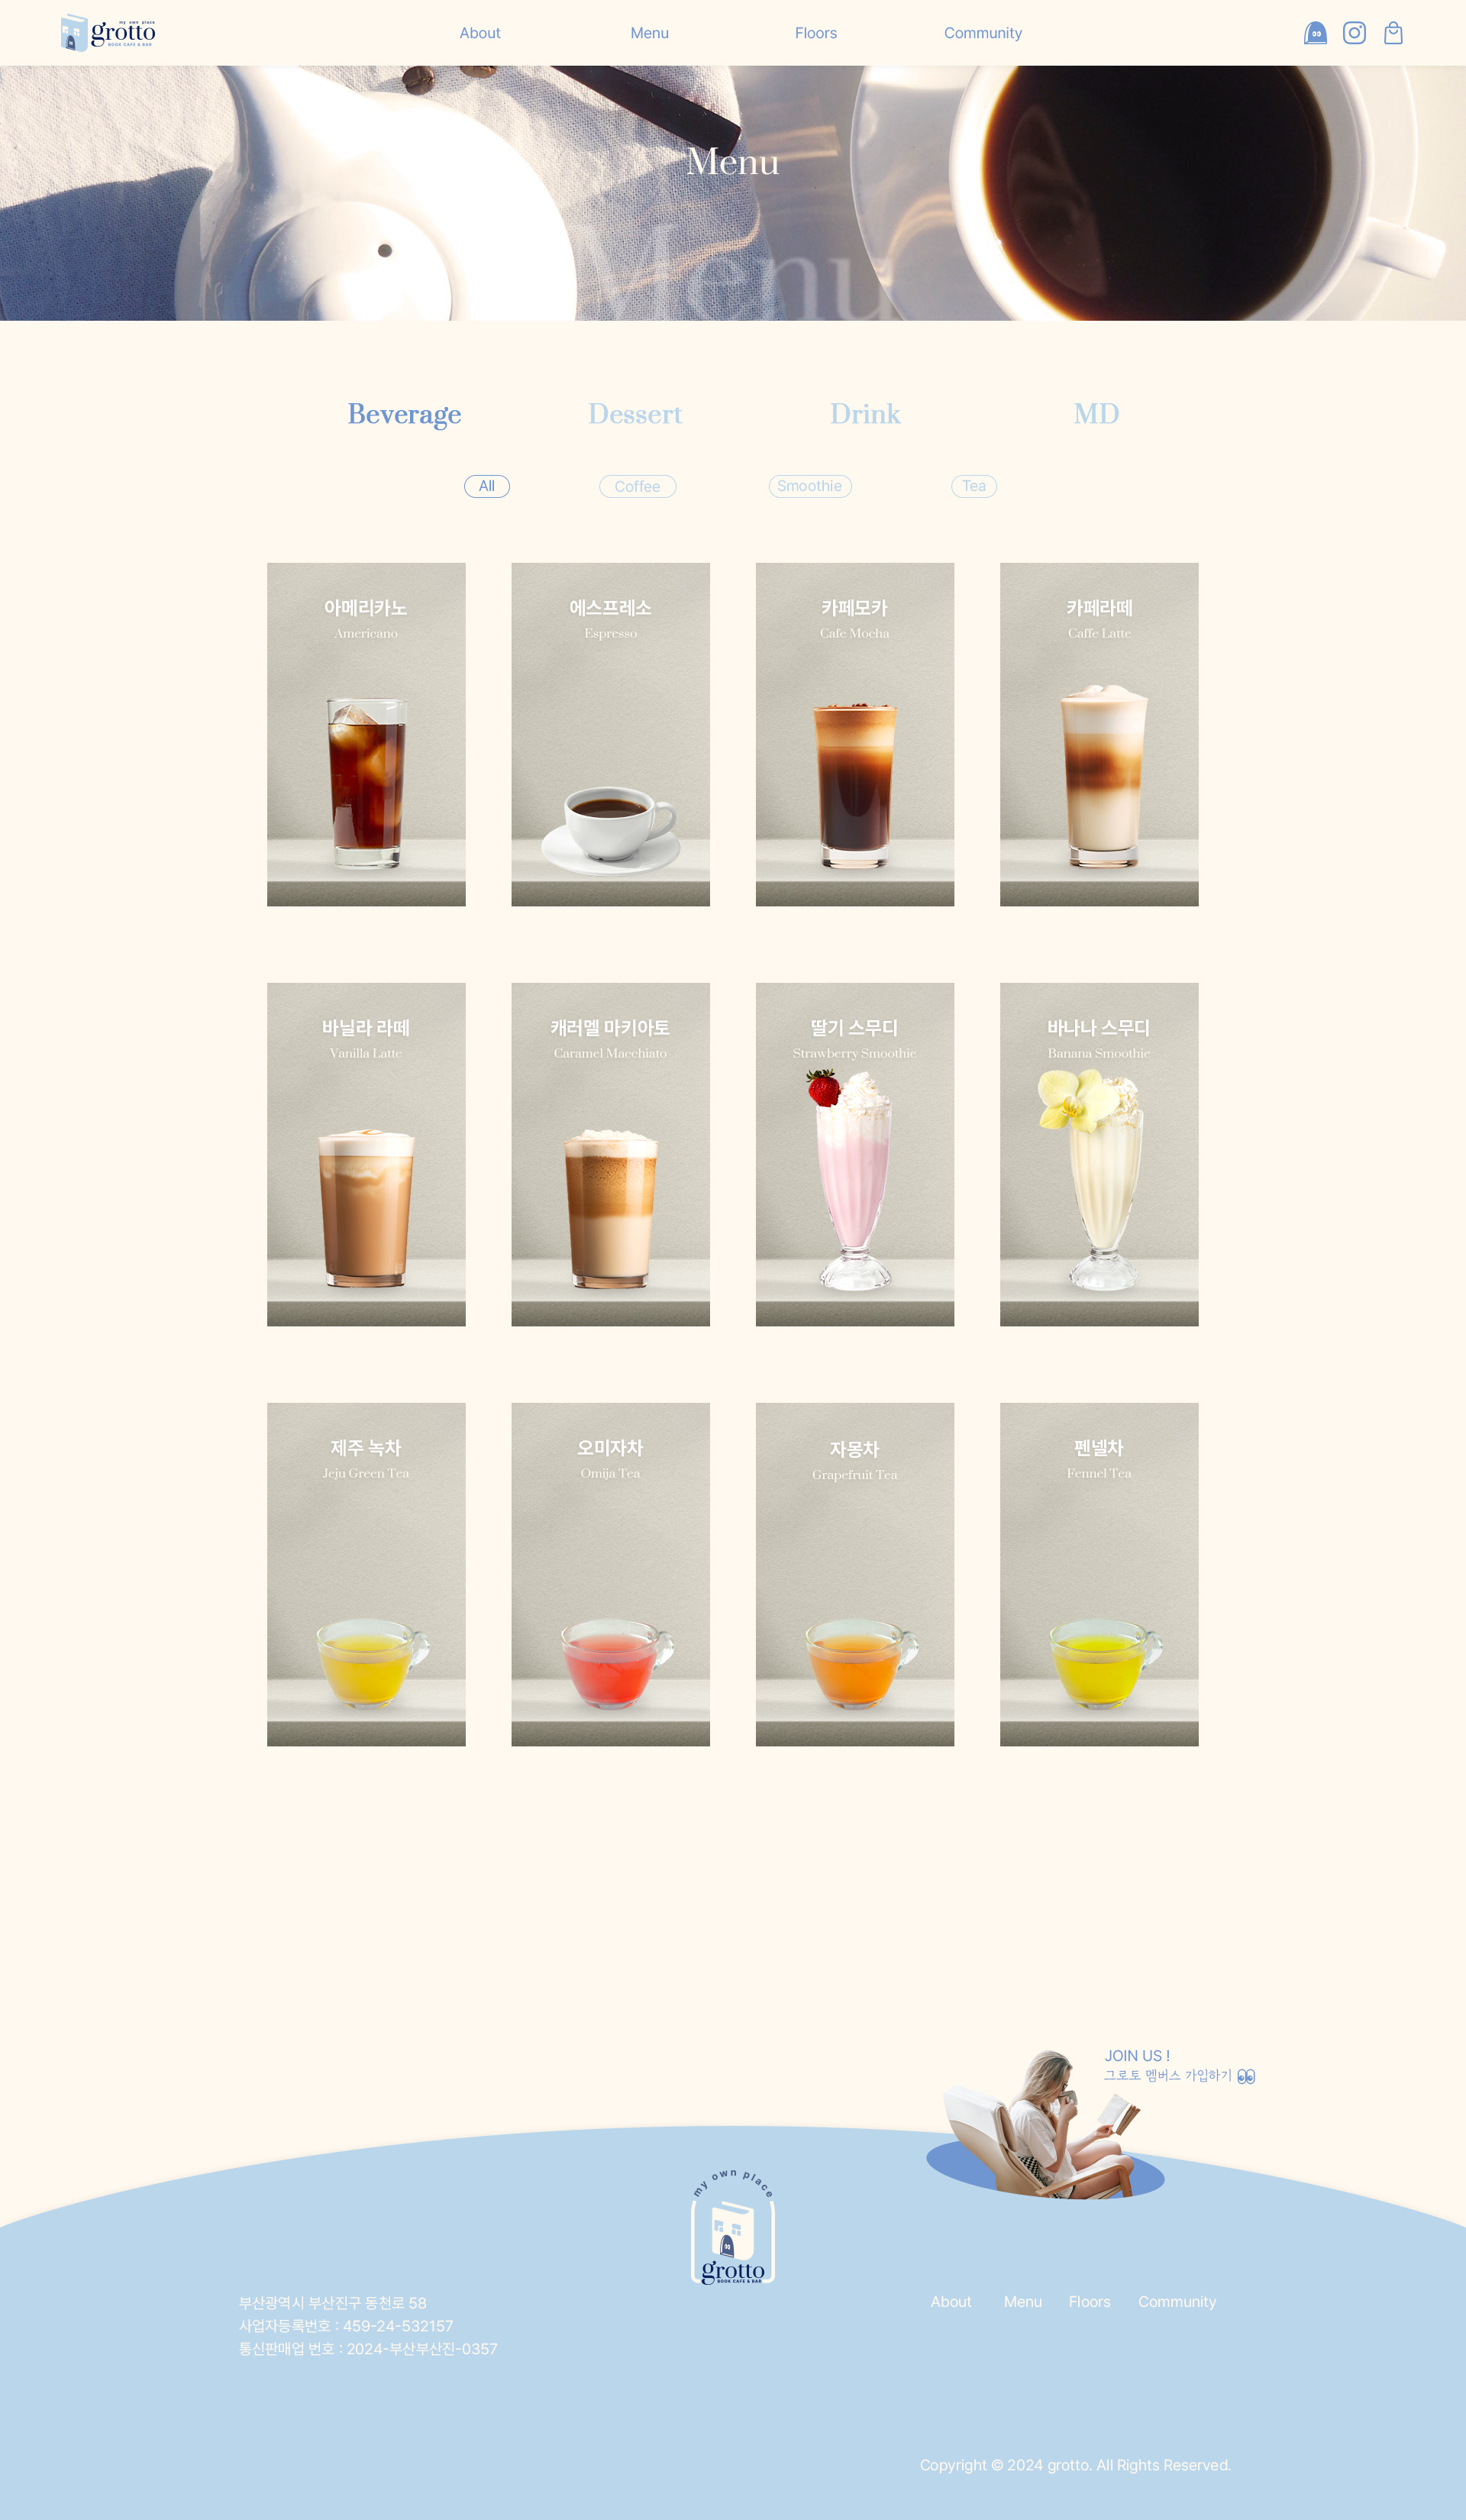 my own place
grotto
BOOK CAFE & BAR
About
Menu
Floors
Community
Menu
Menu
Beverage
Dessert
Drink
MD
All
Coffee
Smoothie
Tea
아메리카노
Americano
에스프레소
Espresso
카페모카
Cafe Mocha
카페라떼
Caffe Latte
바닐라 라떼
Vanilla Latte
캐러멜 마키아토
Caramel Macchiato
딸기 스무디
Strawberry Smoothie
바나나 스무디
Banana Smoothie
제주 녹차
Jeju Green Tea
오미자차
Omija Tea
자몽차
Grapefruit Tea
펜넬차
Fennel Tea
JOIN US !
그로토 멤버스 가입하기
my own place
grotto
BOOK CAFE & BAR
부산광역시 부산진구 동천로 58
사업자등록번호 : 459-24-532157
통신판매업 번호 : 2024-부산부산진-0357
About
Menu
Floors
Community
Copyright © 2024 grotto. All Rights Reserved.